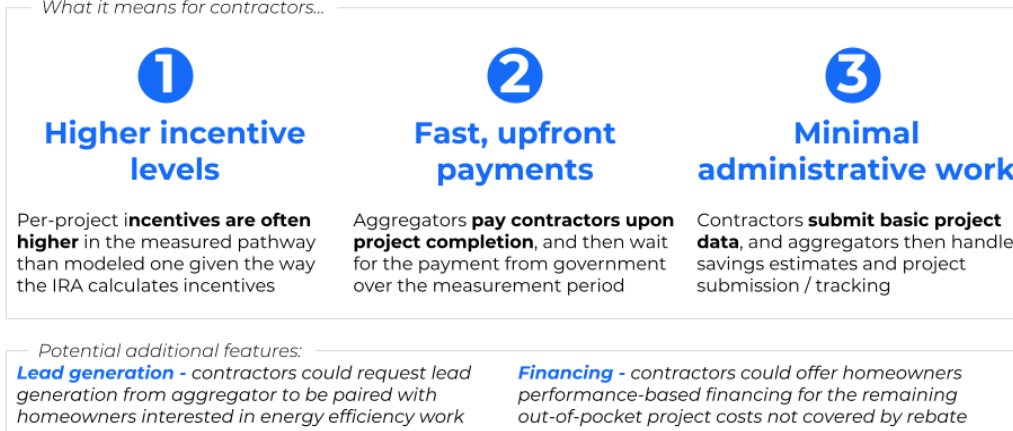 What it means for contractors...
1
2
3
Higher incentive
levels
Fast, upfront
payments
Minimal
administrative work
Per-project incentives are often
higher in the measured pathway
than modeled one given the way
the IRA calculates incentives
Aggregators pay contractors upon
project completion, and then wait
for the payment from government
over the measurement period
Contractors submit basic project
data, and aggregators then handle
savings estimates and project
submission / tracking
Potential additional features:
Lead generation - contractors could request lead
generation from aggregator to be paired with
homeowners interested in energy efficiency work
Financing - contractors could offer homeowners
performance-based financing for the remaining
out-of-pocket project costs not covered by rebate